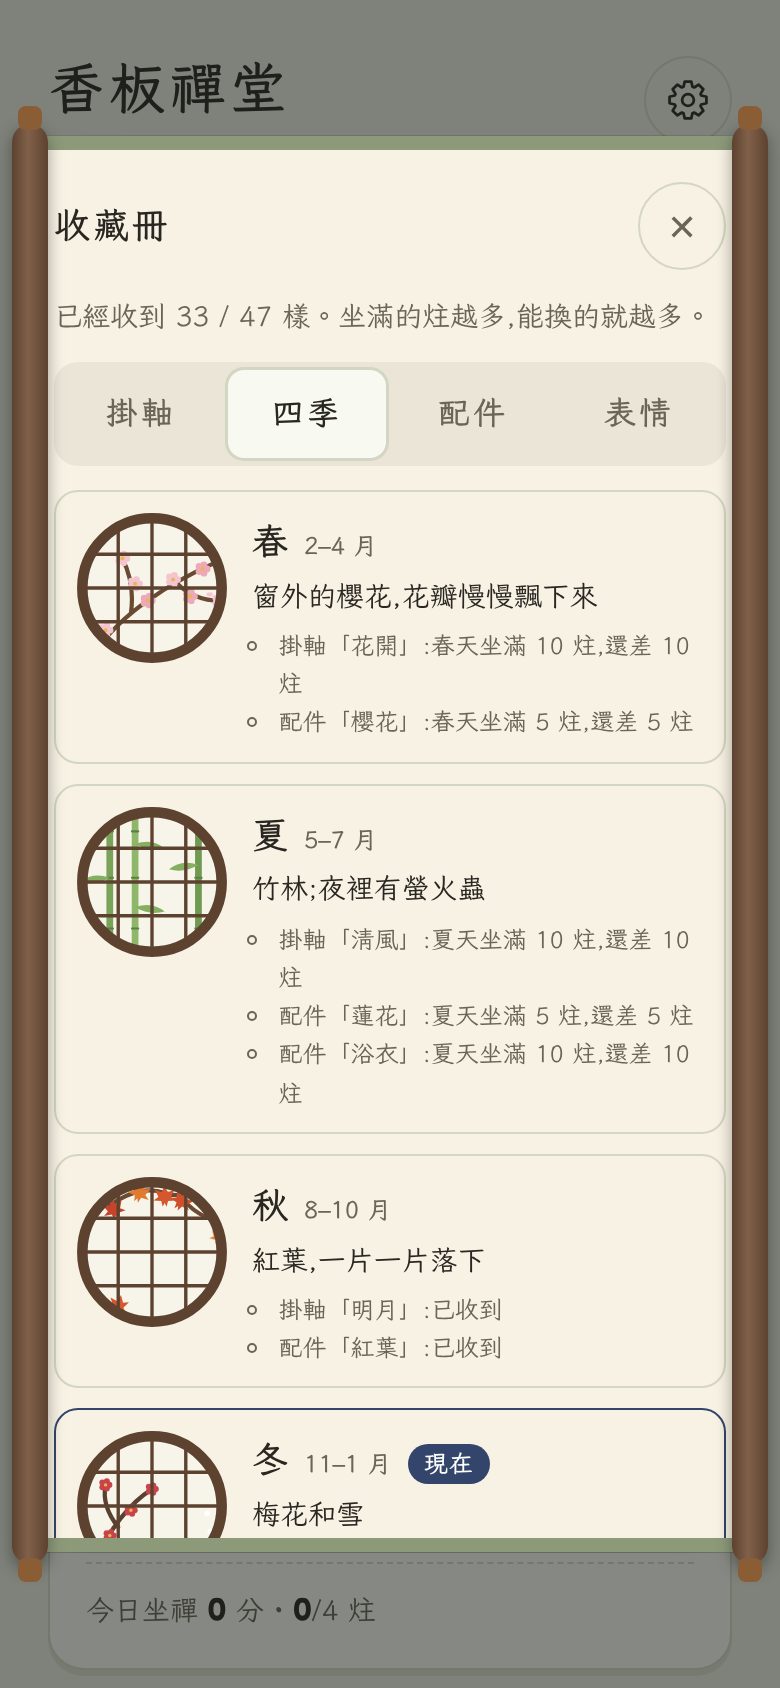 香板禪堂
收藏冊
已經收到 33 / 47 樣。坐滿的炷越多,能換的就越多。
掛軸 四季 配件 表情
春 2–4 月
窗外的櫻花,花瓣慢慢飄下來
掛軸「花開」:春天坐滿 10 炷,還差 10
炷
配件「櫻花」:春天坐滿 5 炷,還差 5 炷
夏 5–7 月
竹林;夜裡有螢火蟲
掛軸「清風」:夏天坐滿 10 炷,還差 10
炷
配件「蓮花」:夏天坐滿 5 炷,還差 5 炷
配件「浴衣」:夏天坐滿 10 炷,還差 10
炷
秋 8–10 月
紅葉,一片一片落下
掛軸「明月」:已收到
配件「紅葉」:已收到
冬 11–1 月 現在
梅花和雪
今日坐禪 0 分・0/4 炷